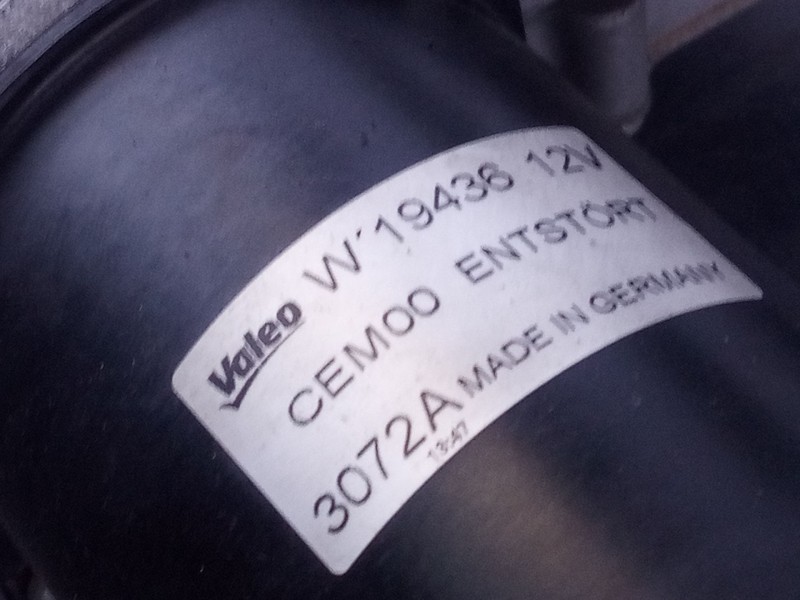 Valeo W´19436 12V
CEMOO ENTSTÖRT
3072A MADE IN GERMANY
13:47